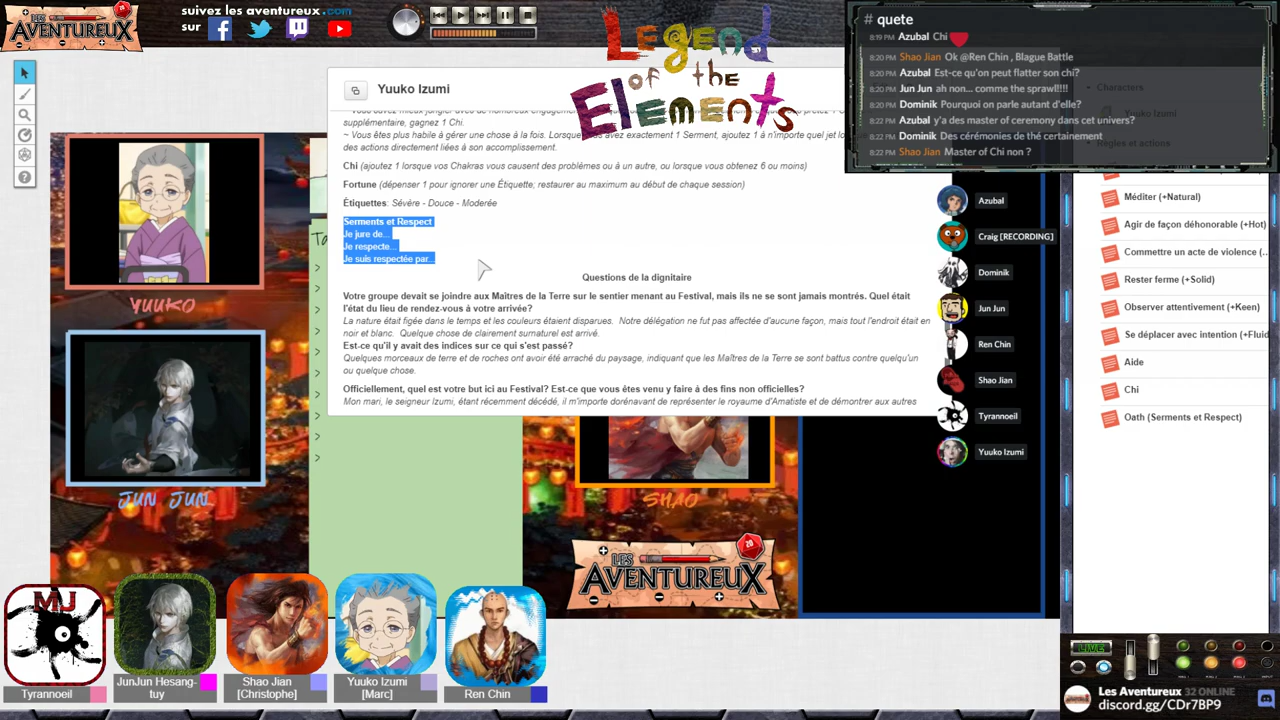 LES AVENTUREUX
suivez les aventureux .com
sur
Legend of the Elements
# quete
8:19 PM Azubal Chi
8:20 PM Shao Jian Ok @Ren Chin , Blague Battle
8:20 PM Azubal Est-ce qu'on peut flatter son chi?
8:20 PM Jun Jun ah non... comme the sprawl!!!!
8:20 PM Dominik Pourquoi on parle autant d'elle?
8:22 PM Azubal y'a des master of ceremony dans cet univers?
8:22 PM Dominik Des cérémonies de thé certainement
8:22 PM Shao Jian Master of Chi non ?
Characters
Yuuko Izumi
Règles et actions
Méditer (+Natural)
Agir de façon déhonorable (+Hot)
Commettre un acte de violence (...
Rester ferme (+Solid)
Observer attentivement (+Keen)
Se déplacer avec intention (+Fluid
Aide
Chi
Oath (Serments et Respect)
Yuuko Izumi
supplémentaire, gagnez 1 Chi.
~ Vous êtes plus habile à gérer une chose à la fois. Lorsque vous avez exactement 1 Serment, ajoutez 1 à n'importe quel jet lo
des actions directement liées à son accomplissement.
Chi (ajoutez 1 lorsque vos Chakras vous causent des problèmes ou à un autre, ou lorsque vous obtenez 6 ou moins)
Fortune (dépenser 1 pour ignorer une Étiquette; restaurer au maximum au début de chaque session)
Étiquettes: Sévère - Douce - Moderée
Serments et Respect
Je jure de...
Je respecte...
Je suis respectée par...
Questions de la dignitaire
Votre groupe devait se joindre aux Maîtres de la Terre sur le sentier menant au Festival, mais ils ne se sont jamais montrés. Quel était
l'état du lieu de rendez-vous à votre arrivée?
La nature était figée dans le temps et les couleurs étaient disparues. Notre délégation ne fut pas affectée d'aucune façon, mais tout l'endroit était en
noir et blanc. Quelque chose de clairement surnaturel est arrivé.
Est-ce qu'il y avait des indices sur ce qui s'est passé?
Quelques morceaux de terre et de roches ont avoir été arraché du paysage, indiquant que les Maîtres de la Terre se sont battus contre quelqu'un
ou quelque chose.
Officiellement, quel est votre but ici au Festival? Est-ce que vous êtes venu y faire à des fins non officielles?
Mon mari, le seigneur Izumi, étant récemment décédé, il m'importe dorénavant de représenter le royaume d'Amatiste et de démontrer aux autres
Azubal
Craig [RECORDING]
Dominik
Jun Jun
Ren Chin
Shao Jian
Tyrannoeil
Yuuko Izumi
YUUKO
JUN JUN
SHAO
LES AVENTUREUX
20
MJ
Tyrannoeil
JunJun Hesang-
tuy
Shao Jian
[Christophe]
Yuuko Izumi
[Marc]
Ren Chin
LIVE
Les Aventureux 32 ONLINE
discord.gg/CDr7BP9